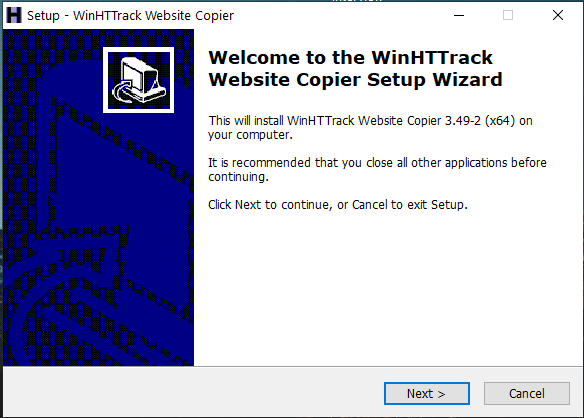 Setup - WinHTTrack Website Copier
Welcome to the WinHTTrack
Website Copier Setup Wizard
This will install WinHTTrack Website Copier 3.49-2 (x64) on
your computer.
It is recommended that you close all other applications before
continuing.
Click Next to continue, or Cancel to exit Setup.
Next >
Cancel